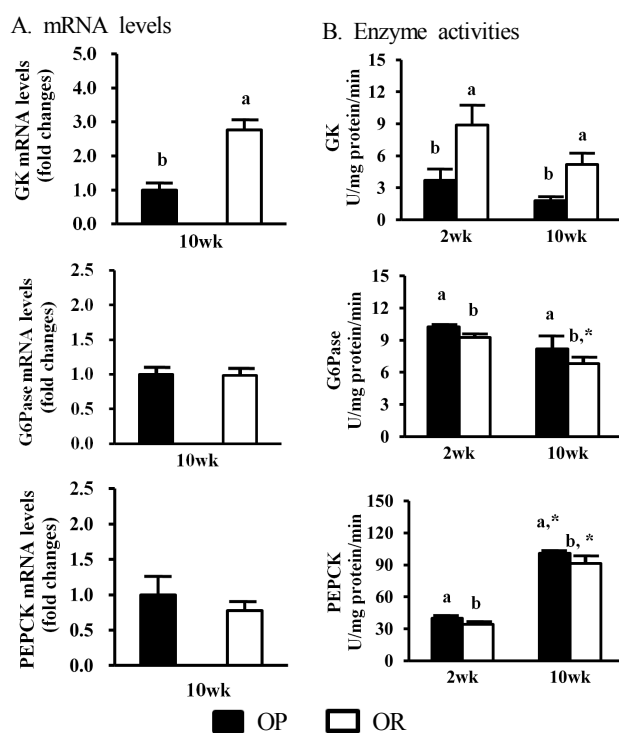 A. mRNA levels
GK mRNA levels
(fold changes)
5.0
4.0
3.0
2.0
1.0
0.0
b
a
10wk
G6Pase mRNA levels
(fold changes)
2.5
2.0
1.5
1.0
0.5
0.0
10wk
PEPCK mRNA levels
(fold changes)
2.5
2.0
1.5
1.0
0.5
0.0
10wk
B. Enzyme activities
GK
U/mg protein/min
15
12
9
6
3
0
b
a
b
a
2wk
10wk
G6Pase
U/mg protein/min
15
12
9
6
3
0
a
b
a
b,*
2wk
10wk
PEPCK
U/mg protein/min
150
120
90
60
30
0
a
b
a,*
b, *
2wk
10wk
OP
OR